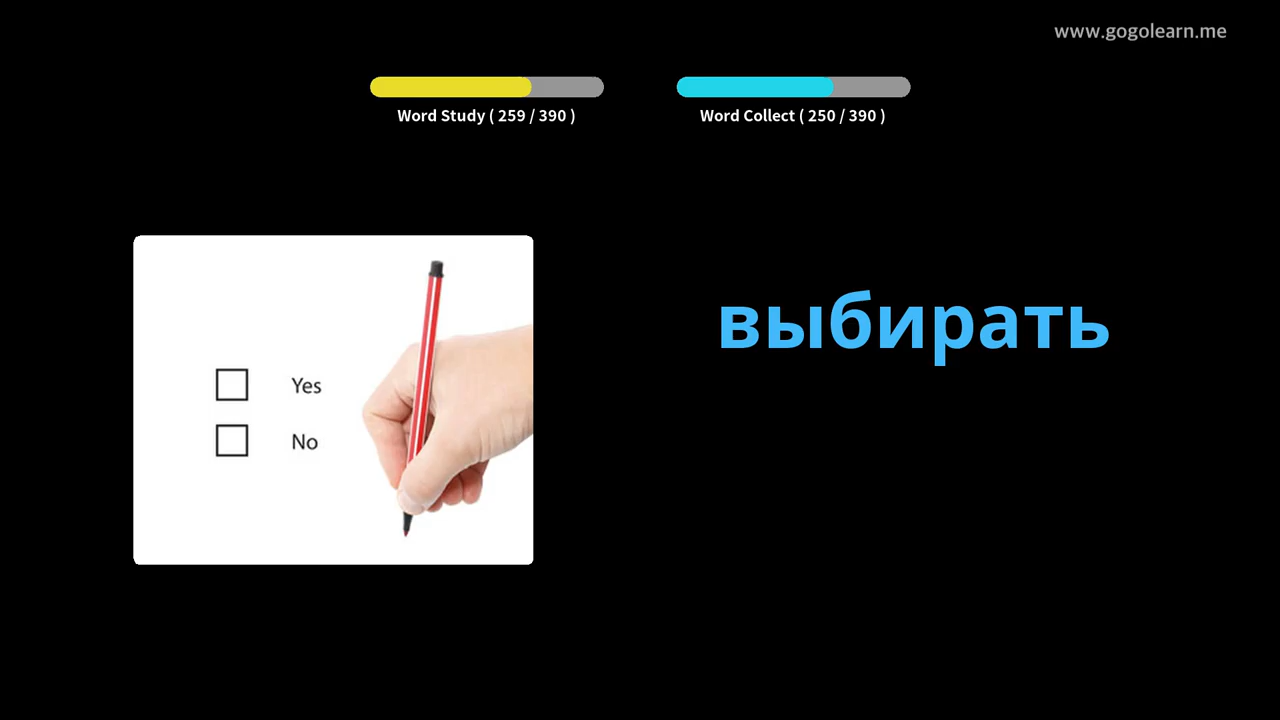 www.gogolearn.me
Word Study ( 259 / 390 )
Word Collect ( 250 / 390 )
выбирать
Yes
No